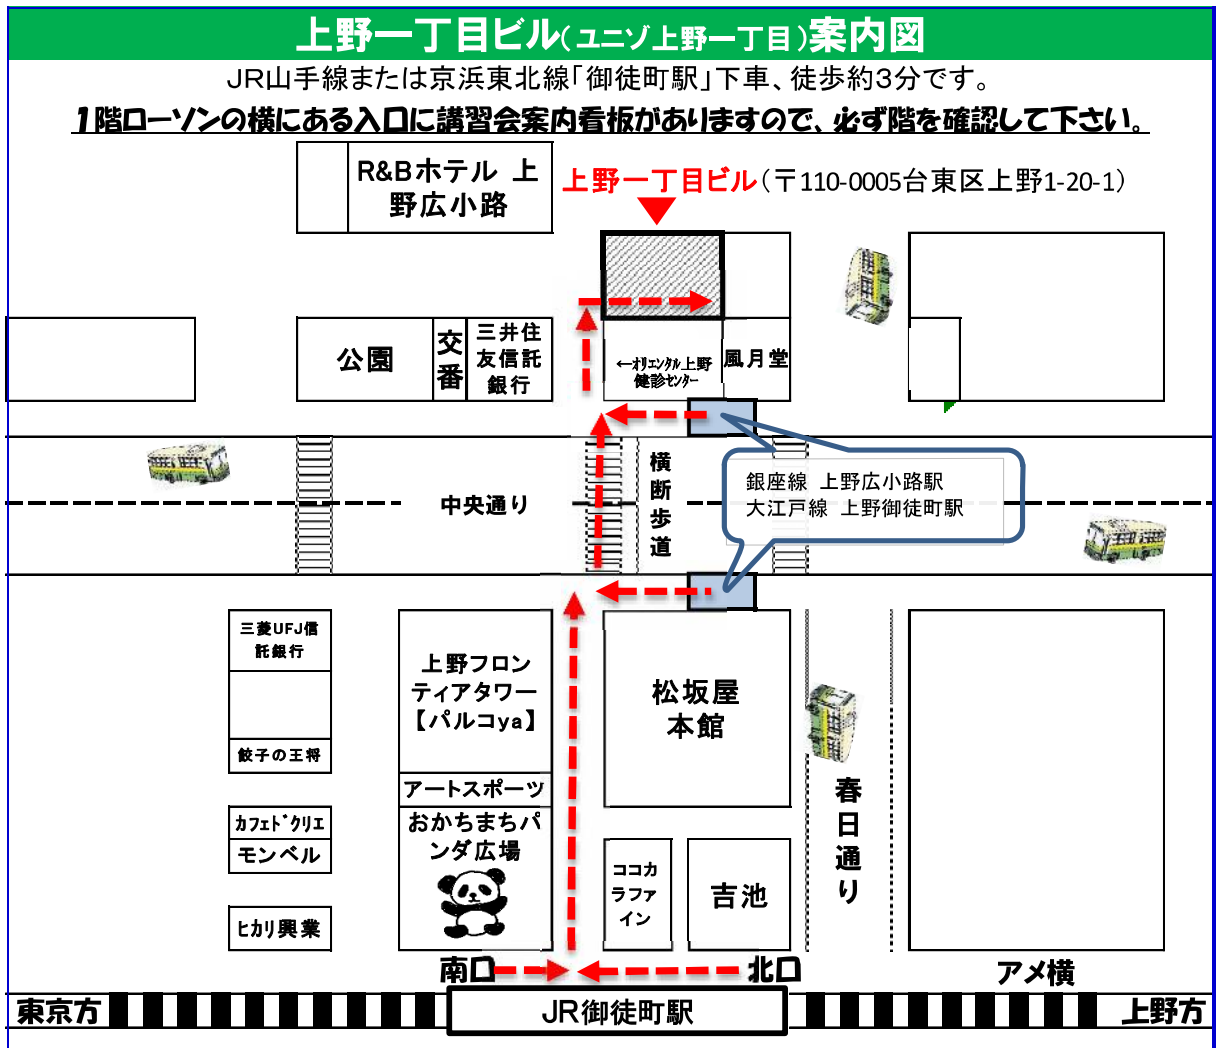 上野一丁目ビル(ユニゾ上野一丁目)案内図
JR山手線または京浜東北線「御徒町駅」下車、徒歩約3分です。
1階ローソンの横にある入口に講習会案内看板がありますので、必ず階を確認して下さい。
R&Bホテル 上
野広小路
上野一丁目ビル(〒110-0005台東区上野1-20-1)
公園
交
番
三井住
友信託
銀行
←オリエンタル上野
健診センター
風月堂
中央通り
横
断
歩
道
銀座線 上野広小路駅
大江戸線 上野御徒町駅
三菱UFJ信
託銀行
餃子の王将
カフェド・クリエ
モンベル
ヒカリ興業
上野フロン
ティアタワー
【パルコya】
アートスポーツ
おかちまちパ
ンダ広場
松坂屋
本館
ココカ
ラファ
イン
吉池
春
日
通
り
南口
北口
アメ横
東京方
JR御徒町駅
上野方